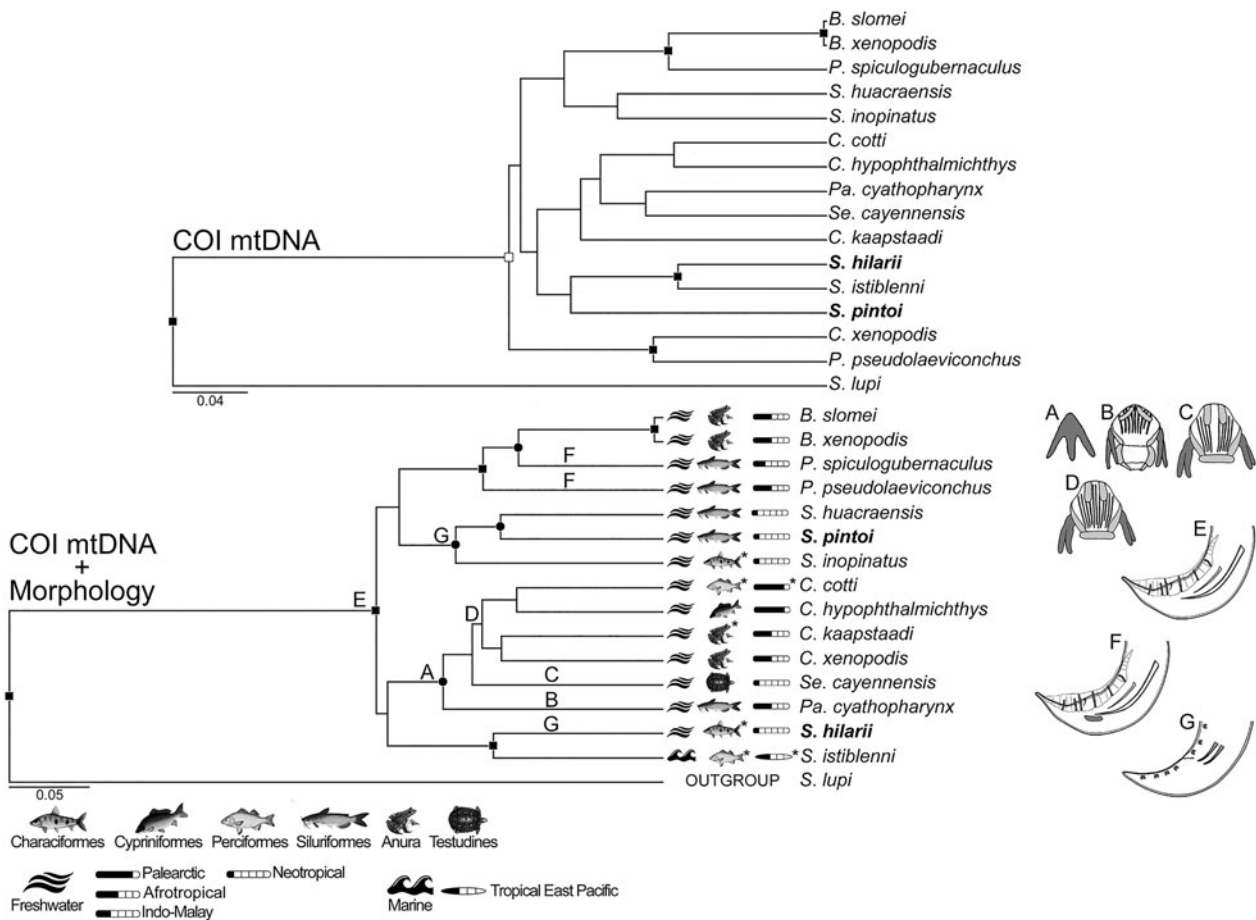 B. slomei
B. xenopodis
P. spiculogubernaculus
S. huacraensis
S. inopinatus
C. cotti
C. hypophthalmichthys
Pa. cyathopharynx
Se. cayennensis
COI mtDNA
C. kaapstaadi
S. hilarii
S. istiblenni
S. pintoi
C. xenopodis
P. pseudolaeviconchus
S. lupi
0.04
B. slomei
B. xenopodis
F P. spiculogubernaculus
F P. pseudolaeviconchus
S. huacraensis
G S. pintoi
S. inopinatus
COI mtDNA
+
Morphology
E
* C. cotti *
D C. hypophthalmichthys
* C. kaapstaadi
A C. xenopodis
C Se. cayennensis
B Pa. cyathopharynx
G * S. hilarii
* * S. istiblenni
OUTGROUP S. lupi
0.05
A B C
D
E
F
G
Characiformes Cypriniformes Perciformes Siluriformes Anura Testudines
Freshwater
Palearctic Neotropical
Afrotropical
Indo-Malay
Marine
Tropical East Pacific